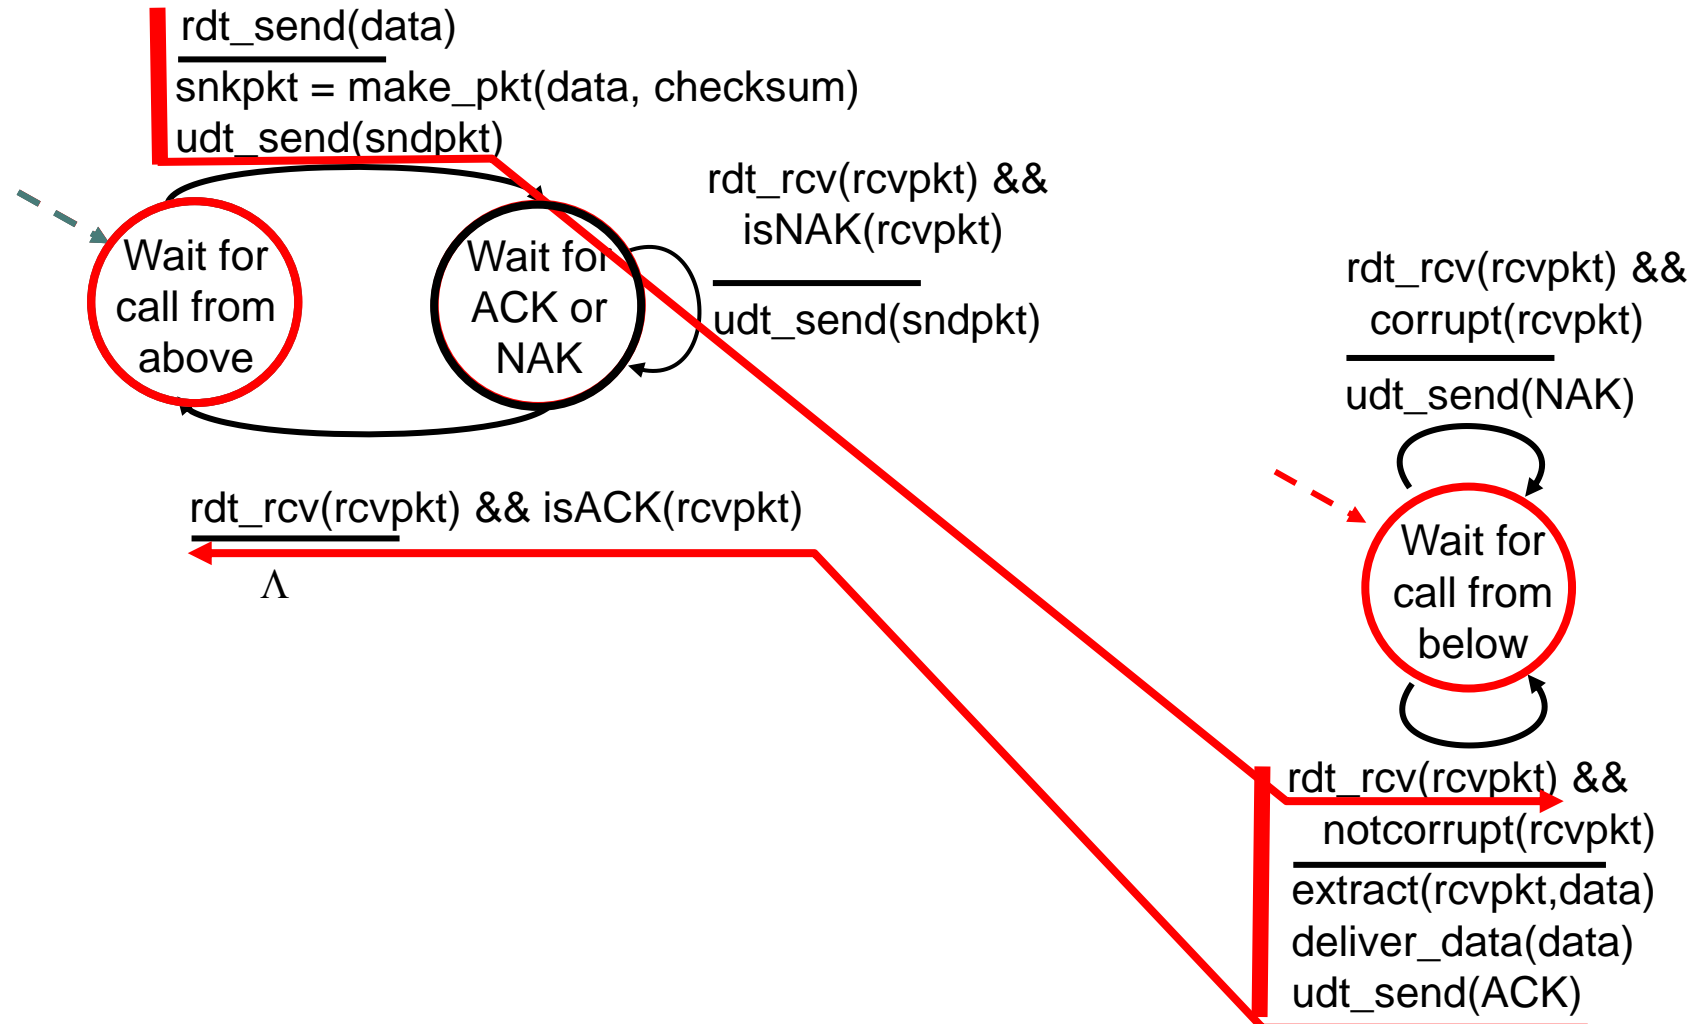 rdt_send(data)
snkpkt = make_pkt(data, checksum)
udt_send(sndpkt)
rdt_rcv(rcvpkt) &&
isNAK(rcvpkt)
udt_send(sndpkt)
Wait for
call from
above
Wait for
ACK or
NAK
rdt_rcv(rcvpkt) && isACK(rcvpkt)
Λ
rdt_rcv(rcvpkt) &&
corrupt(rcvpkt)
udt_send(NAK)
Wait for
call from
below
rdt_rcv(rcvpkt) &&
notcorrupt(rcvpkt)
extract(rcvpkt,data)
deliver_data(data)
udt_send(ACK)